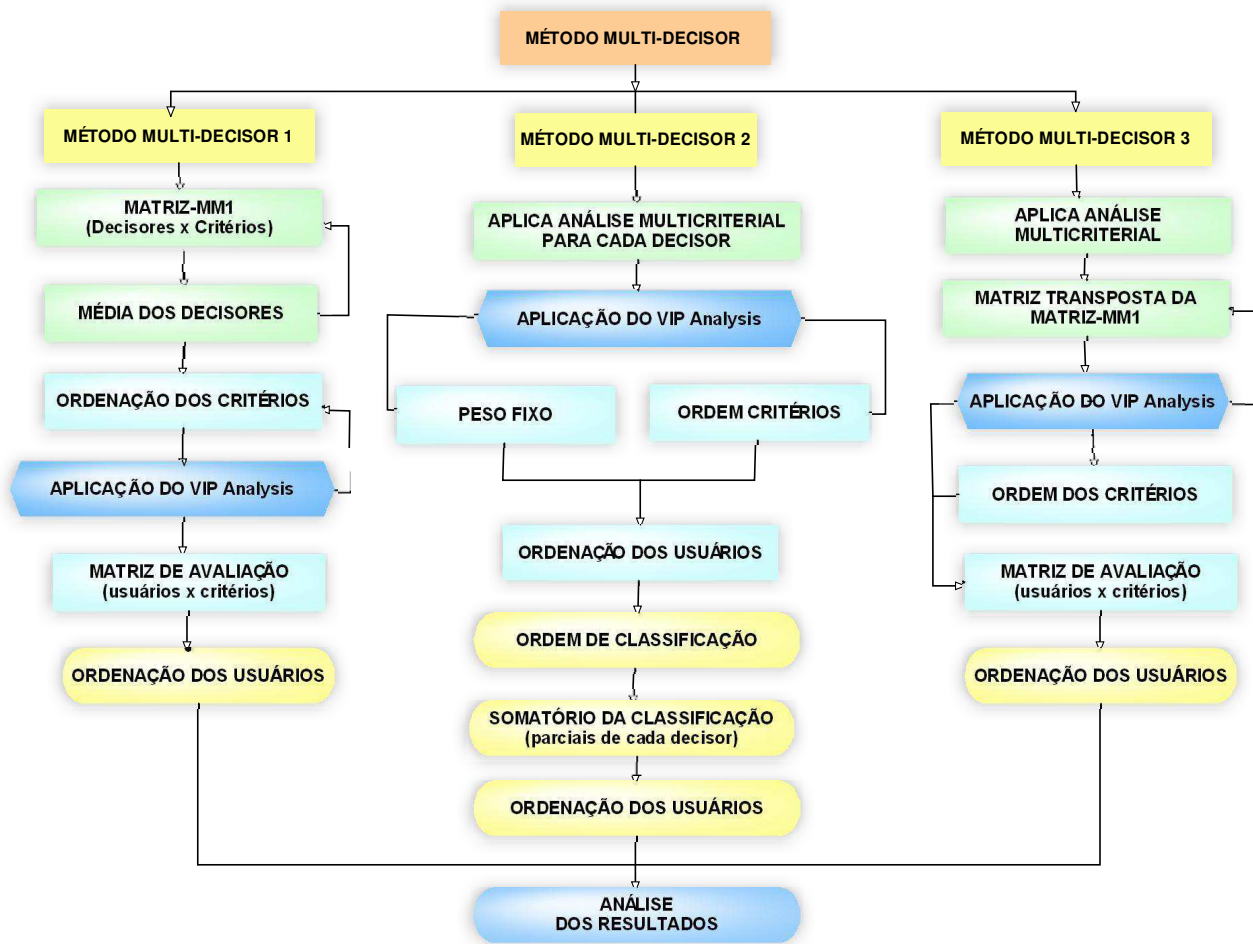 MÉTODO MULTI-DECISOR
MÉTODO MULTI-DECISOR 1
MATRIZ-MM1
(Decisores x Critérios)
MÉDIA DOS DECISORES
ORDENAÇÃO DOS CRITÉRIOS
APLICAÇÃO DO VIP Analysis
MATRIZ DE AVALIAÇÃO
(usuários x critérios)
ORDENAÇÃO DOS USUÁRIOS
MÉTODO MULTI-DECISOR 2
APLICA ANÁLISE MULTICRITERIAL
PARA CADA DECISOR
APLICAÇÃO DO VIP Analysis
PESO FIXO
ORDEM CRITÉRIOS
ORDENAÇÃO DOS USUÁRIOS
ORDEM DE CLASSIFICAÇÃO
SOMATÓRIO DA CLASSIFICAÇÃO
(parciais de cada decisor)
ORDENAÇÃO DOS USUÁRIOS
MÉTODO MULTI-DECISOR 3
APLICA ANÁLISE
MULTICRITERIAL
MATRIZ TRANSPOSTA DA
MATRIZ-MM1
APLICAÇÃO DO VIP Analysis
ORDEM DOS CRITÉRIOS
MATRIZ DE AVALIAÇÃO
(usuários x critérios)
ORDENAÇÃO DOS USUÁRIOS
ANÁLISE
DOS RESULTADOS